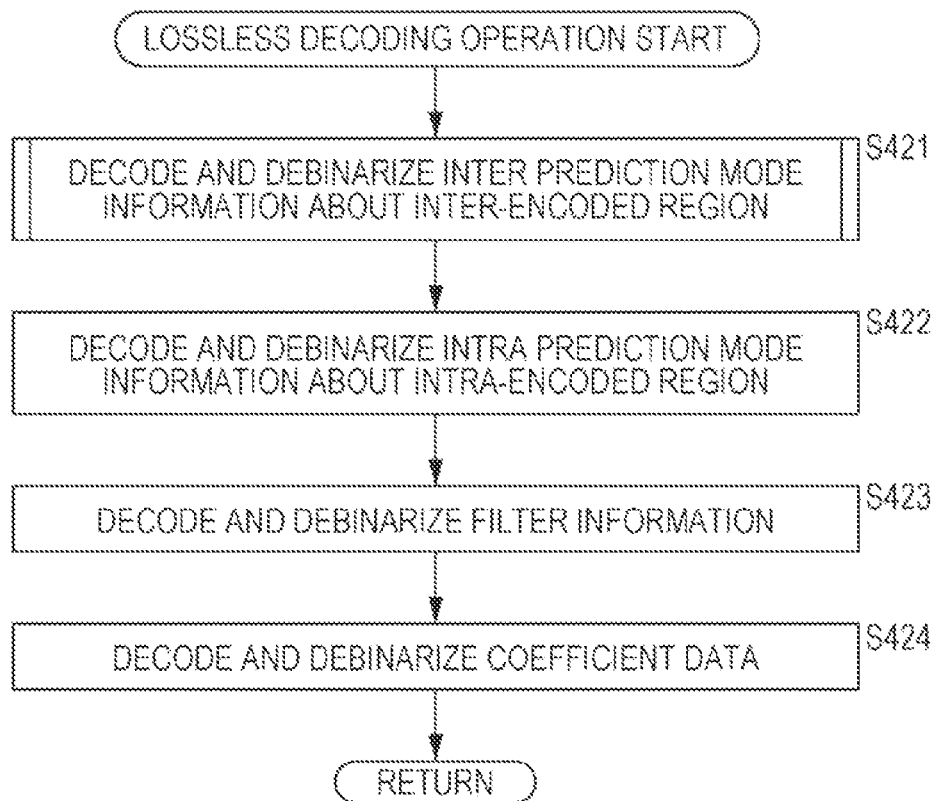 LOSSLESS DECODING OPERATION START
S421
DECODE AND DEBINARIZE INTER PREDICTION MODE
INFORMATION ABOUT INTER-ENCODED REGION
S422
DECODE AND DEBINARIZE INTRA PREDICTION MODE
INFORMATION ABOUT INTRA-ENCODED REGION
S423
DECODE AND DEBINARIZE FILTER INFORMATION
S424
DECODE AND DEBINARIZE COEFFICIENT DATA
RETURN